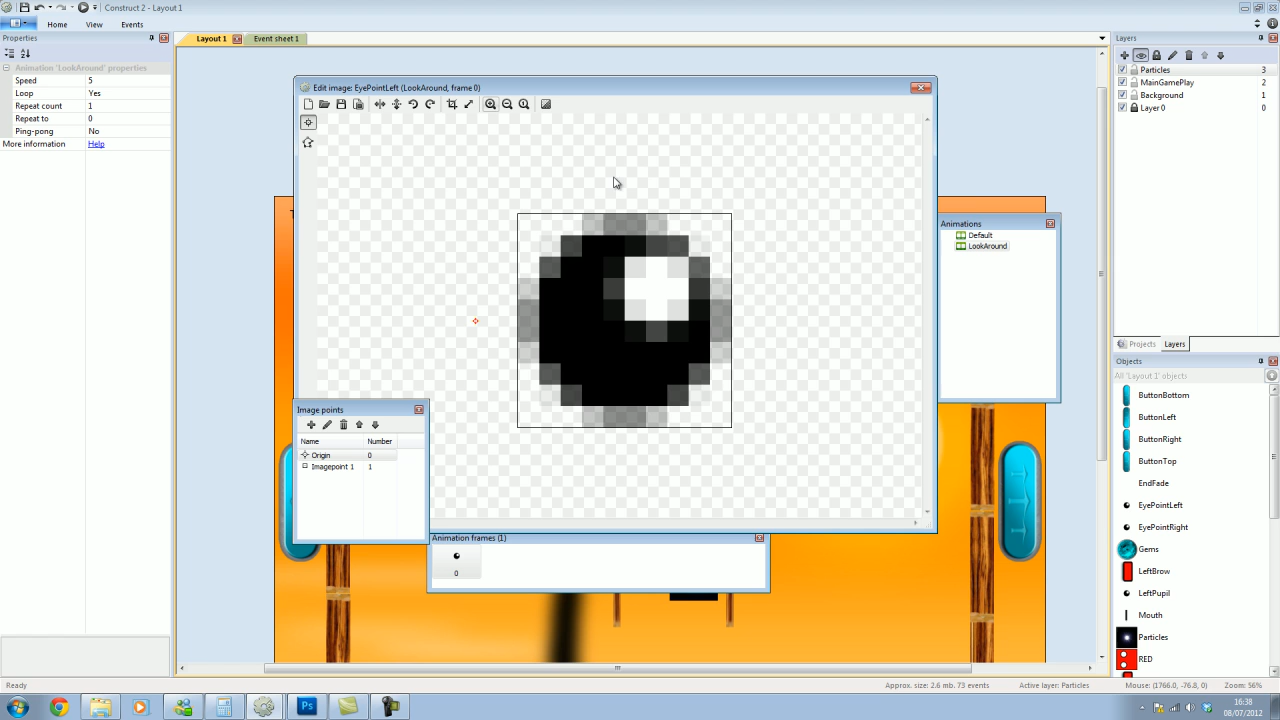 Construct 2 - Layout 1
Home
View
Events
Properties
Layout 1
Event sheet 1
Layers
Animation 'LookAround' properties
Speed 5
Loop Yes
Repeat count 1
Repeat to 0
Ping-pong No
More information Help
Edit image: EyePointLeft (LookAround, frame 0)
Particles 3
MainGamePlay 2
Background 1
Layer 0 0
Animations
Default
LookAround
Projects
Layers
Objects
All 'Layout 1' objects
ButtonBottom
ButtonLeft
ButtonRight
ButtonTop
EndFade
EyePointLeft
EyePointRight
Gems
LeftBrow
LeftPupil
Mouth
Particles
RED
Image points
Name Number
Origin 0
Imagepoint 1 1
Animation frames (1)
0
Ready
Approx. size: 2.6 mb. 73 events
Active layer: Particles
Mouse: (1766.0, -76.8, 0)
Zoom: 56%
Ps
16:38
08/07/2012